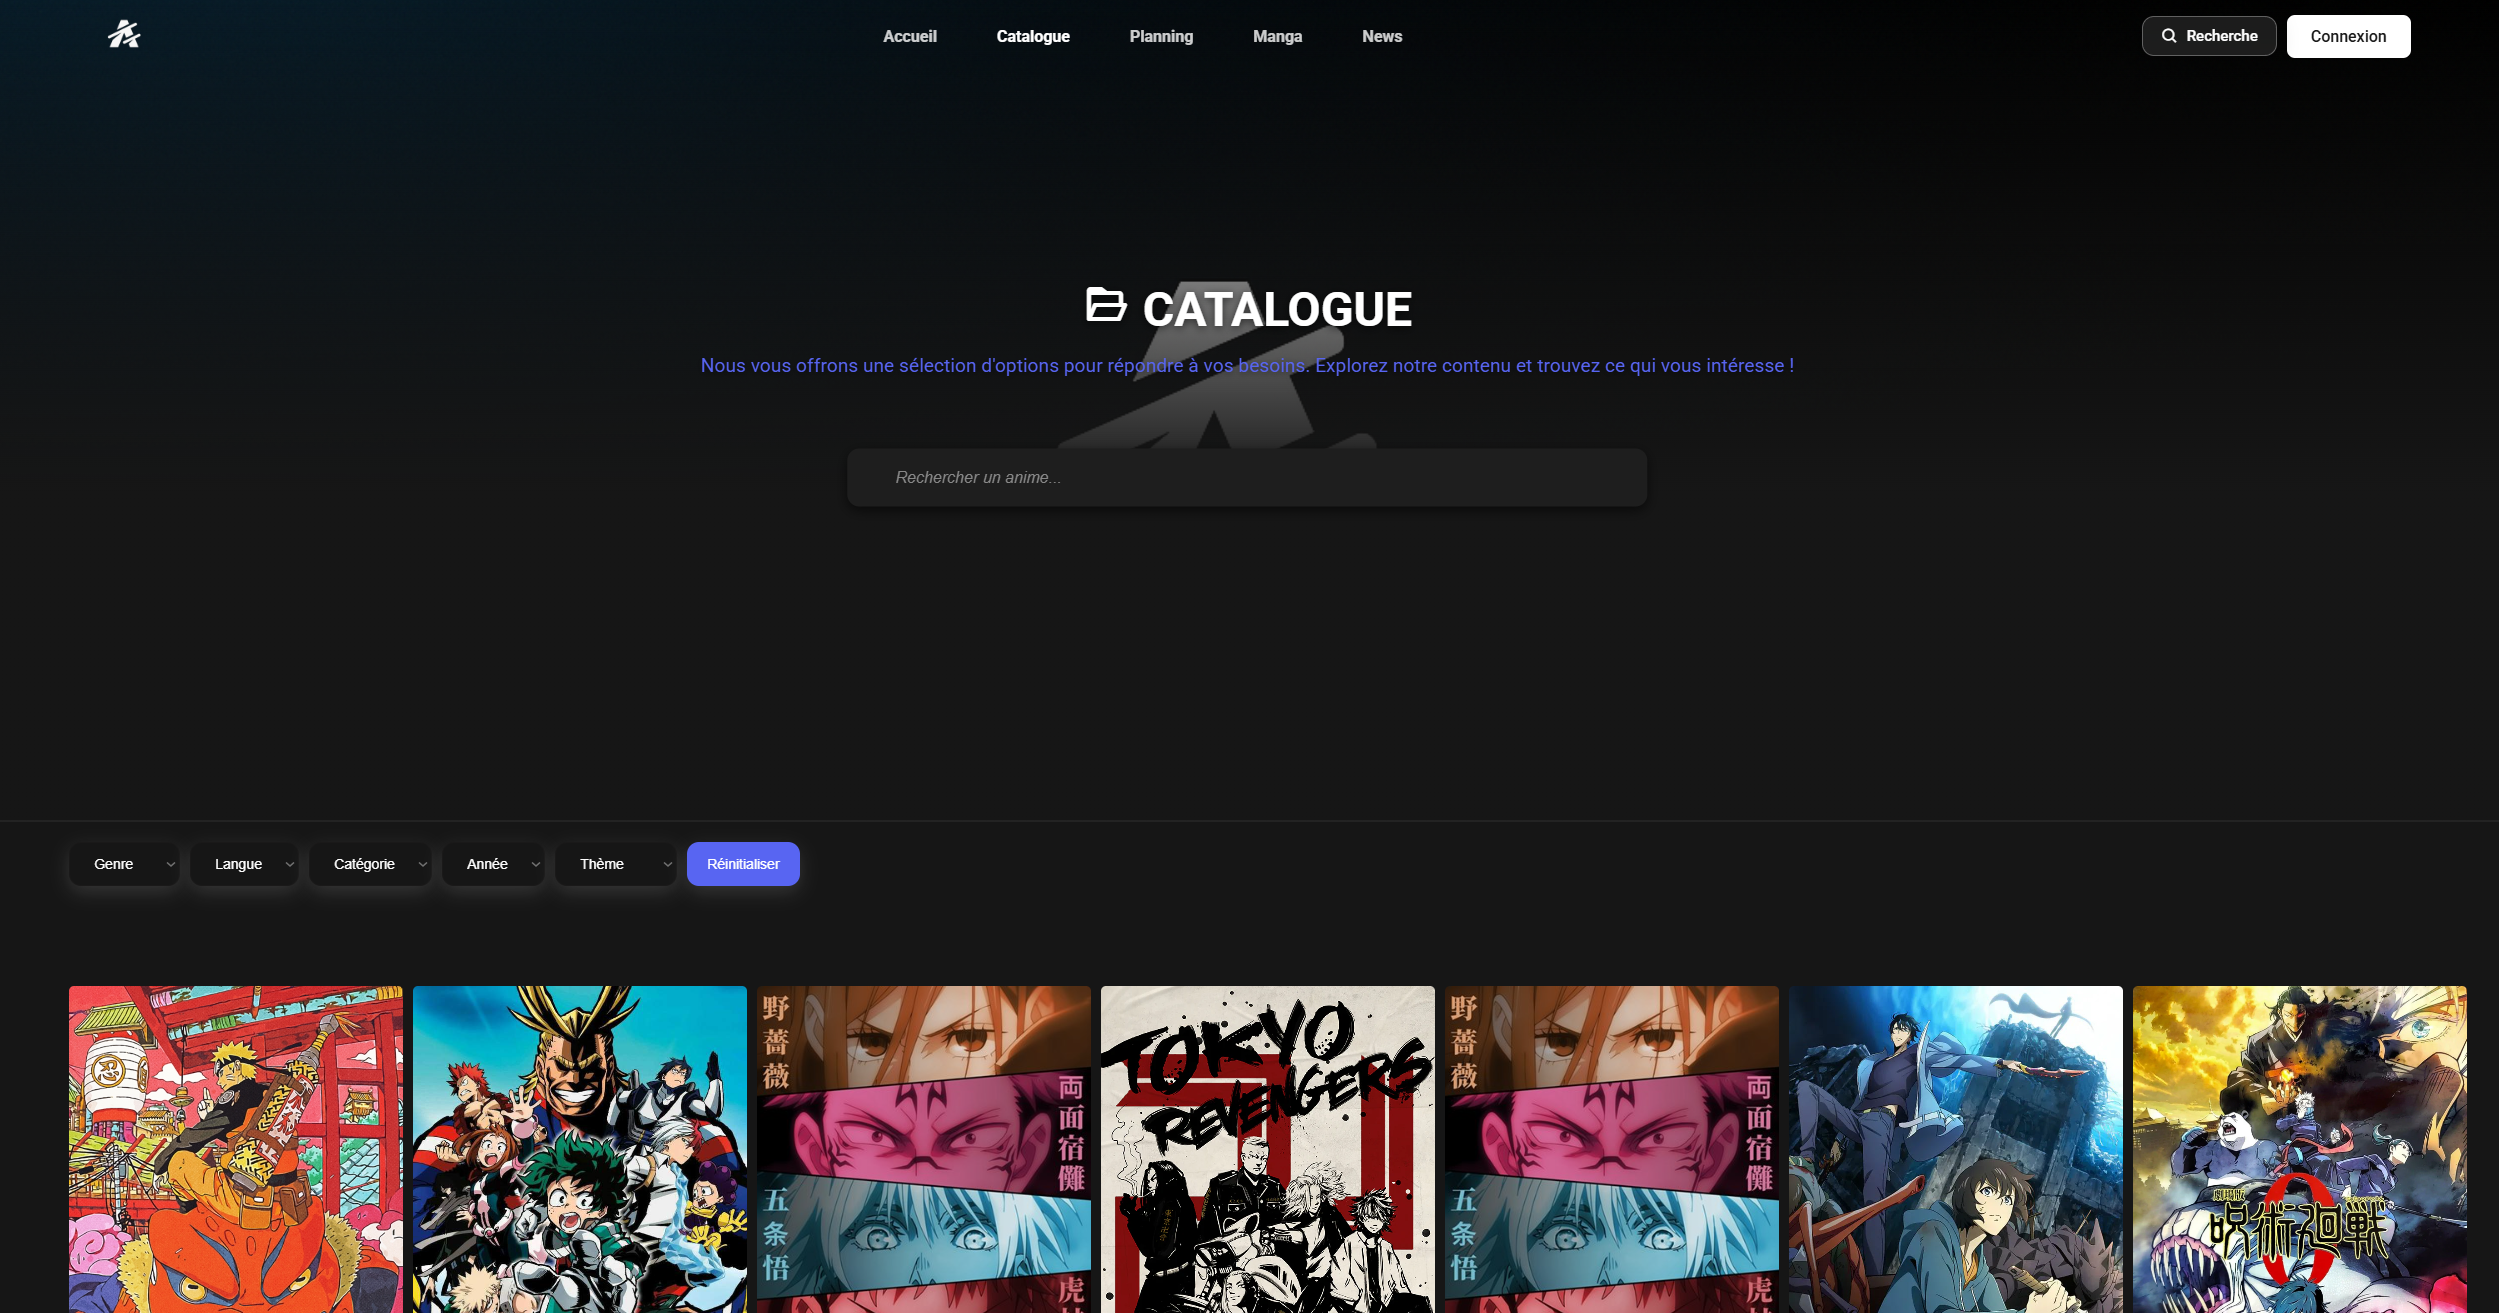 Accueil
Catalogue
Planning
Manga
News
Recherche
Connexion
CATALOGUE
Nous vous offrons une sélection d'options pour répondre à vos besoins. Explorez notre contenu et trouvez ce qui vous intéresse !
Rechercher un anime...
Genre
Langue
Catégorie
Année
Thème
Réinitialiser
忍
野薔薇
両面宿儺
五条悟
虎
TOKYO
REVENGERS
野薔薇
両面宿儺
五条悟
虎
劇場版
呪術廻戦
0